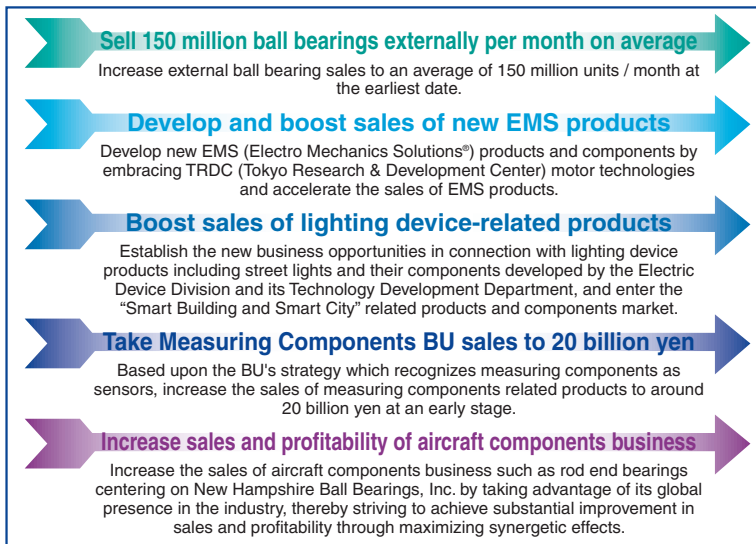 Sell 150 million ball bearings externally per month on average
Increase external ball bearing sales to an average of 150 million units / month at
the earliest date.
Develop and boost sales of new EMS products
Develop new EMS (Electro Mechanics Solutions®) products and components by
embracing TRDC (Tokyo Research & Development Center) motor technologies
and accelerate the sales of EMS products.
Boost sales of lighting device-related products
Establish the new business opportunities in connection with lighting device
products including street lights and their components developed by the Electric
Device Division and its Technology Development Department, and enter the
“Smart Building and Smart City” related products and components market.
Take Measuring Components BU sales to 20 billion yen
Based upon the BU's strategy which recognizes measuring components as
sensors, increase the sales of measuring components related products to around
20 billion yen at an early stage.
Increase sales and profitability of aircraft components business
Increase the sales of aircraft components business such as rod end bearings
centering on New Hampshire Ball Bearings, Inc. by taking advantage of its global
presence in the industry, thereby striving to achieve substantial improvement in
sales and profitability through maximizing synergetic effects.